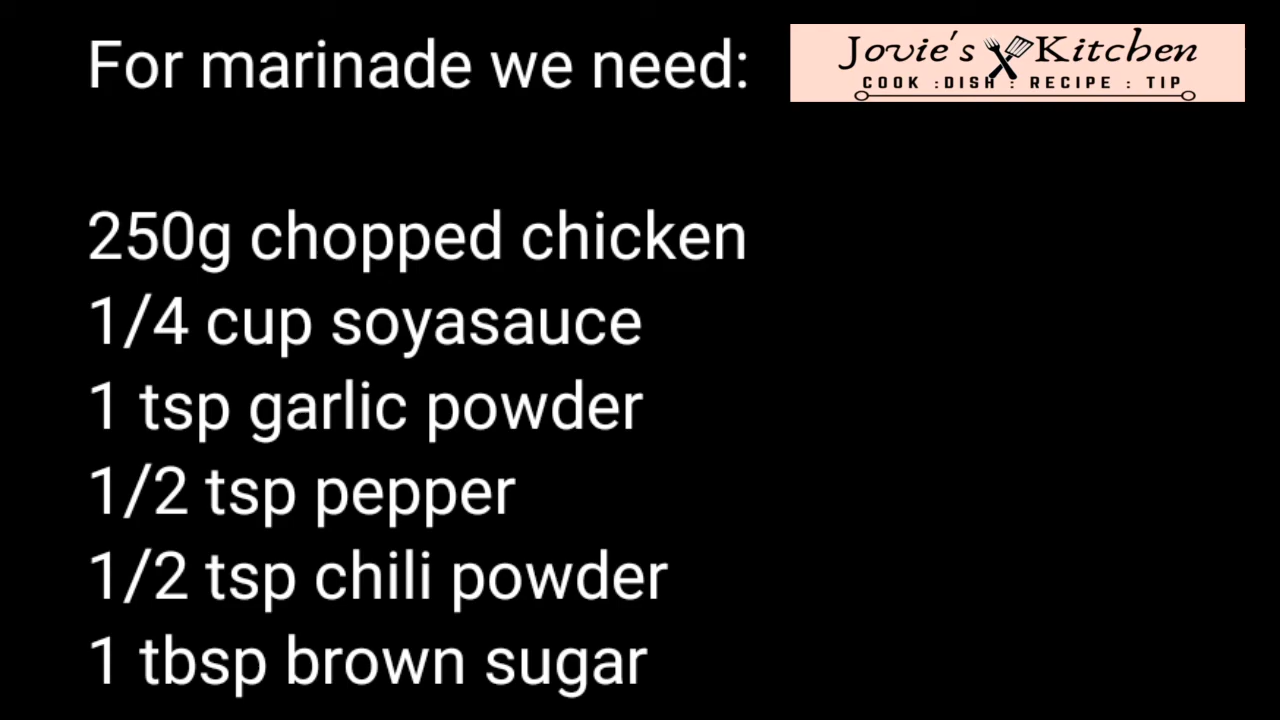 For marinade we need:
Jovie's Kitchen
COOK :DISH : RECIPE : TIP
250g chopped chicken
1/4 cup soyasauce
1 tsp garlic powder
1/2 tsp pepper
1/2 tsp chili powder
1 tbsp brown sugar